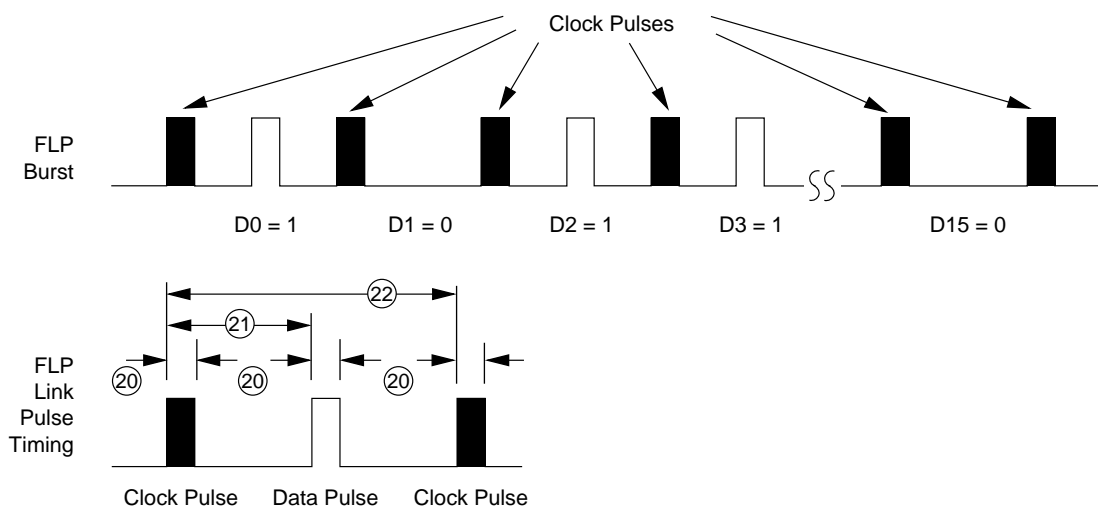 Clock Pulses
FLP
Burst
D0 = 1
D1 = 0
D2 = 1
D3 = 1
D15 = 0
22
21
20
20
20
FLP
Link
Pulse
Timing
Clock Pulse
Data Pulse
Clock Pulse